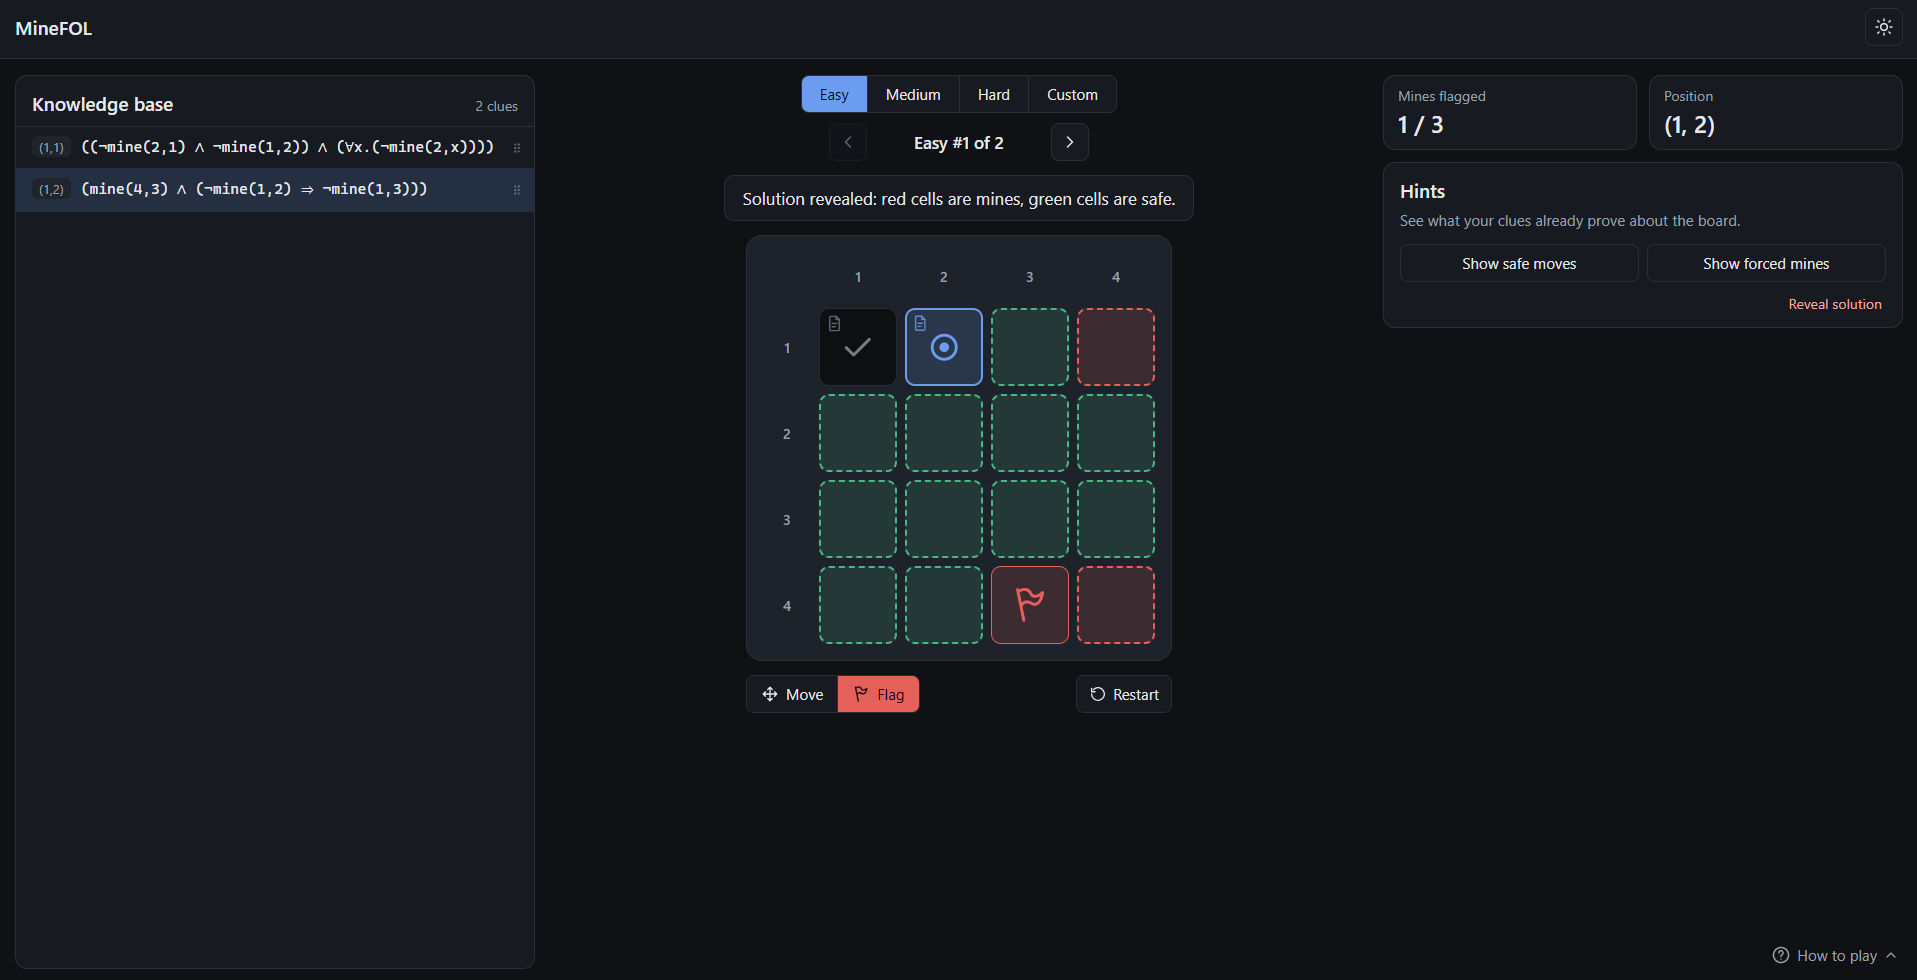 MineFOL
Knowledge base
2 clues
(1,1) ((¬mine(2,1) ∧ ¬mine(1,2)) ∧ (∀x.(¬mine(2,x))))
(1,2) (mine(4,3) ∧ (¬mine(1,2) ⇒ ¬mine(1,3)))
Easy Medium Hard Custom
Easy #1 of 2
Solution revealed: red cells are mines, green cells are safe.
1 2 3 4
1
2
3
4
Move Flag Restart
Mines flagged
1 / 3
Position
(1, 2)
Hints
See what your clues already prove about the board.
Show safe moves Show forced mines
Reveal solution
How to play